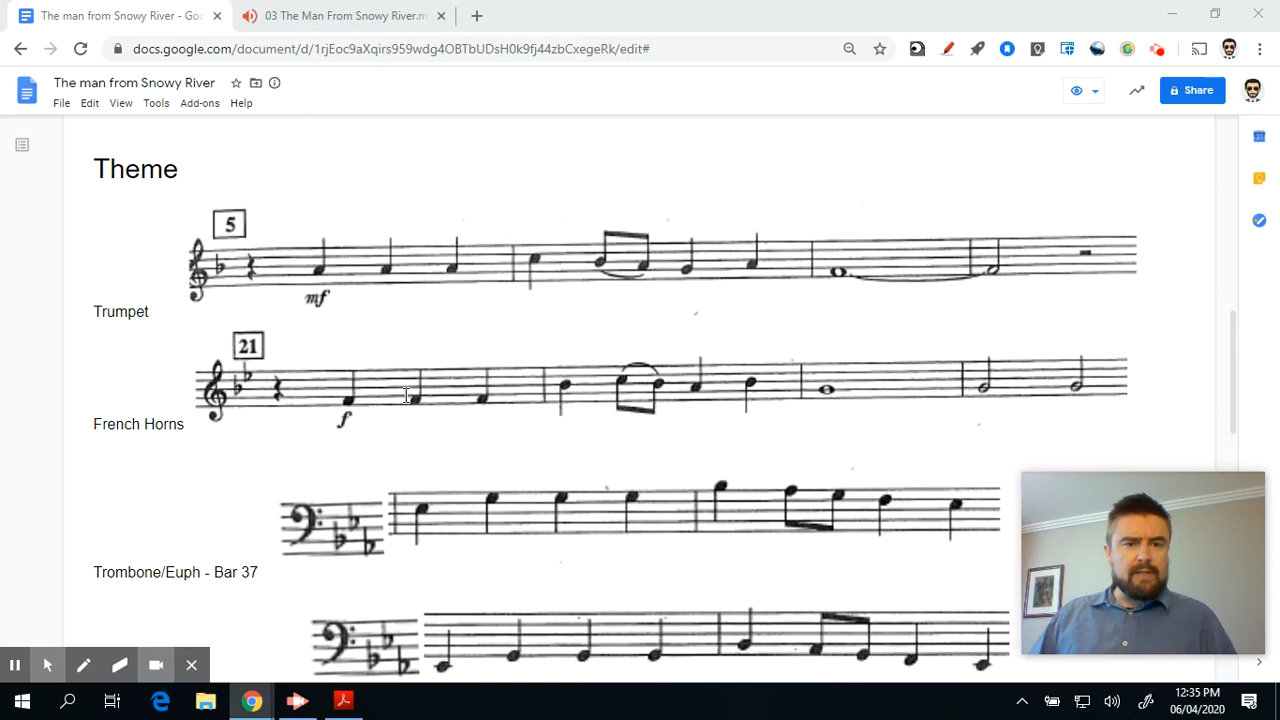 The man from Snowy River - Goo
03 The Man From Snowy River.m
docs.google.com/document/d/1rjEoc9aXqirs959wdg4OBTbUDsH0k9fj44zbCxegeRk/edit#
The man from Snowy River
File Edit View Tools Add-ons Help
Share
Theme
5
mf
Trumpet
21
f
French Horns
Trombone/Euph - Bar 37
12:35 PM
06/04/2020